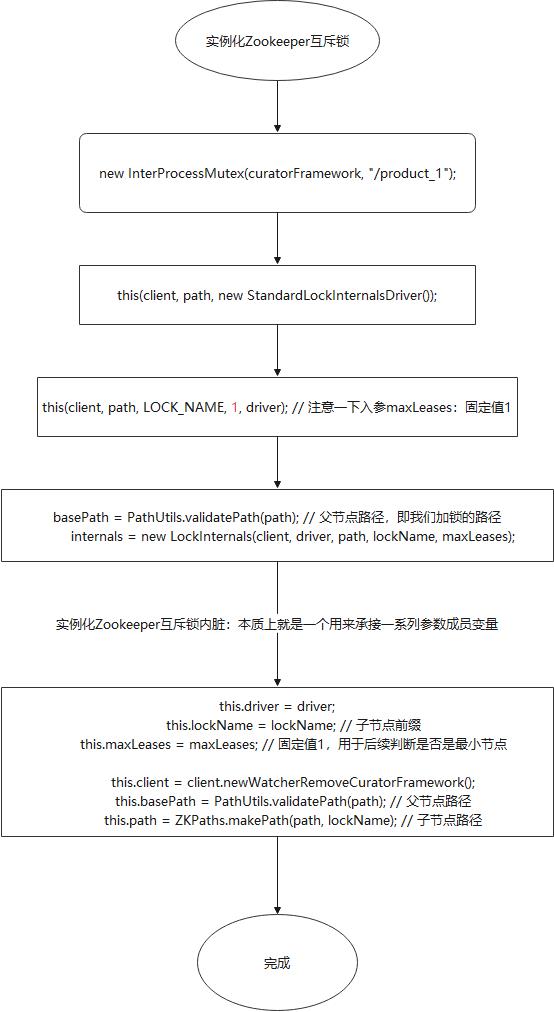 实例化Zookeeper互斥锁
new InterProcessMutex(curatorFramework, "/product_1");
this(client, path, new StandardLockInternalsDriver());
this(client, path, LOCK_NAME, 1, driver); // 注意一下入参maxLeases：固定值1
basePath = PathUtils.validatePath(path); // 父节点路径，即我们加锁的路径
internals = new LockInternals(client, driver, path, lockName, maxLeases);
实例化Zookeeper互斥锁内脏：本质上就是一个用来承接一系列参数成员变量
this.driver = driver;
this.lockName = lockName; // 子节点前缀
this.maxLeases = maxLeases; // 固定值1，用于后续判断是否是最小节点
this.client = client.newWatcherRemoveCuratorFramework();
this.basePath = PathUtils.validatePath(path); // 父节点路径
this.path = ZKPaths.makePath(path, lockName); // 子节点路径
完成